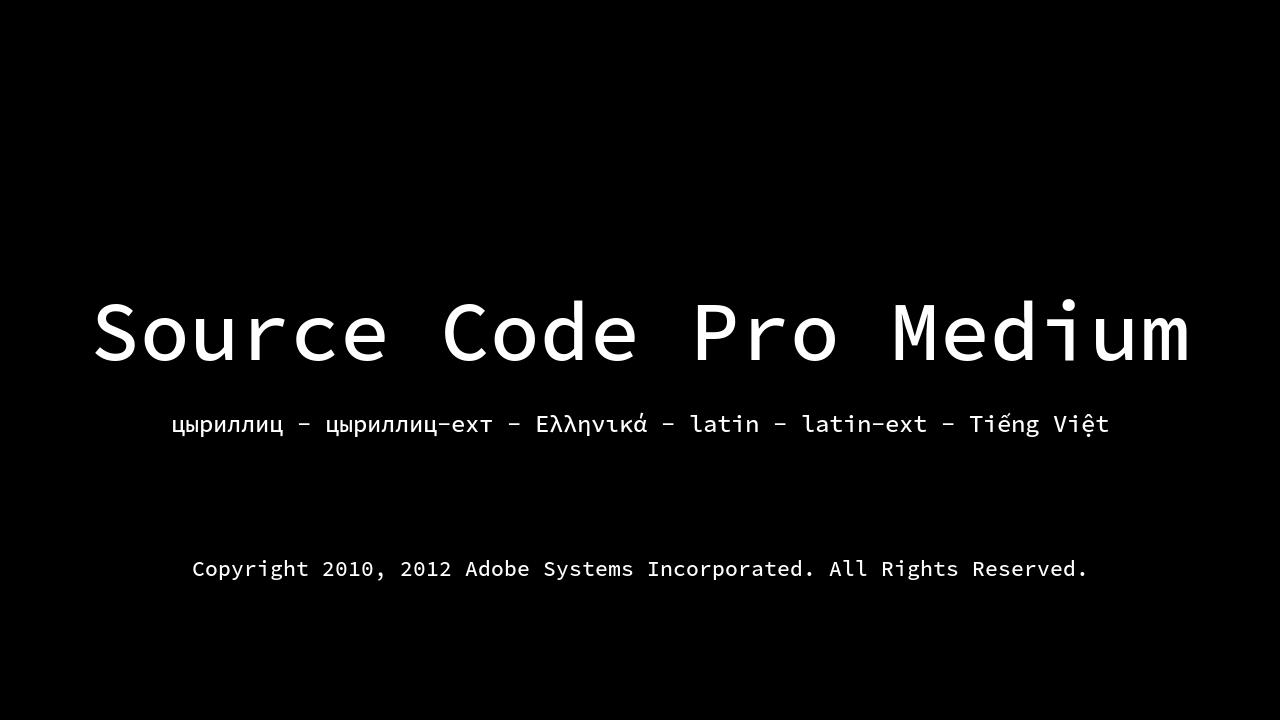 Source Code Pro Medium
цыриллиц - цыриллиц-ехт - Ελληνικά - latin - latin-ext - Tiếng Việt
Copyright 2010, 2012 Adobe Systems Incorporated. All Rights Reserved.